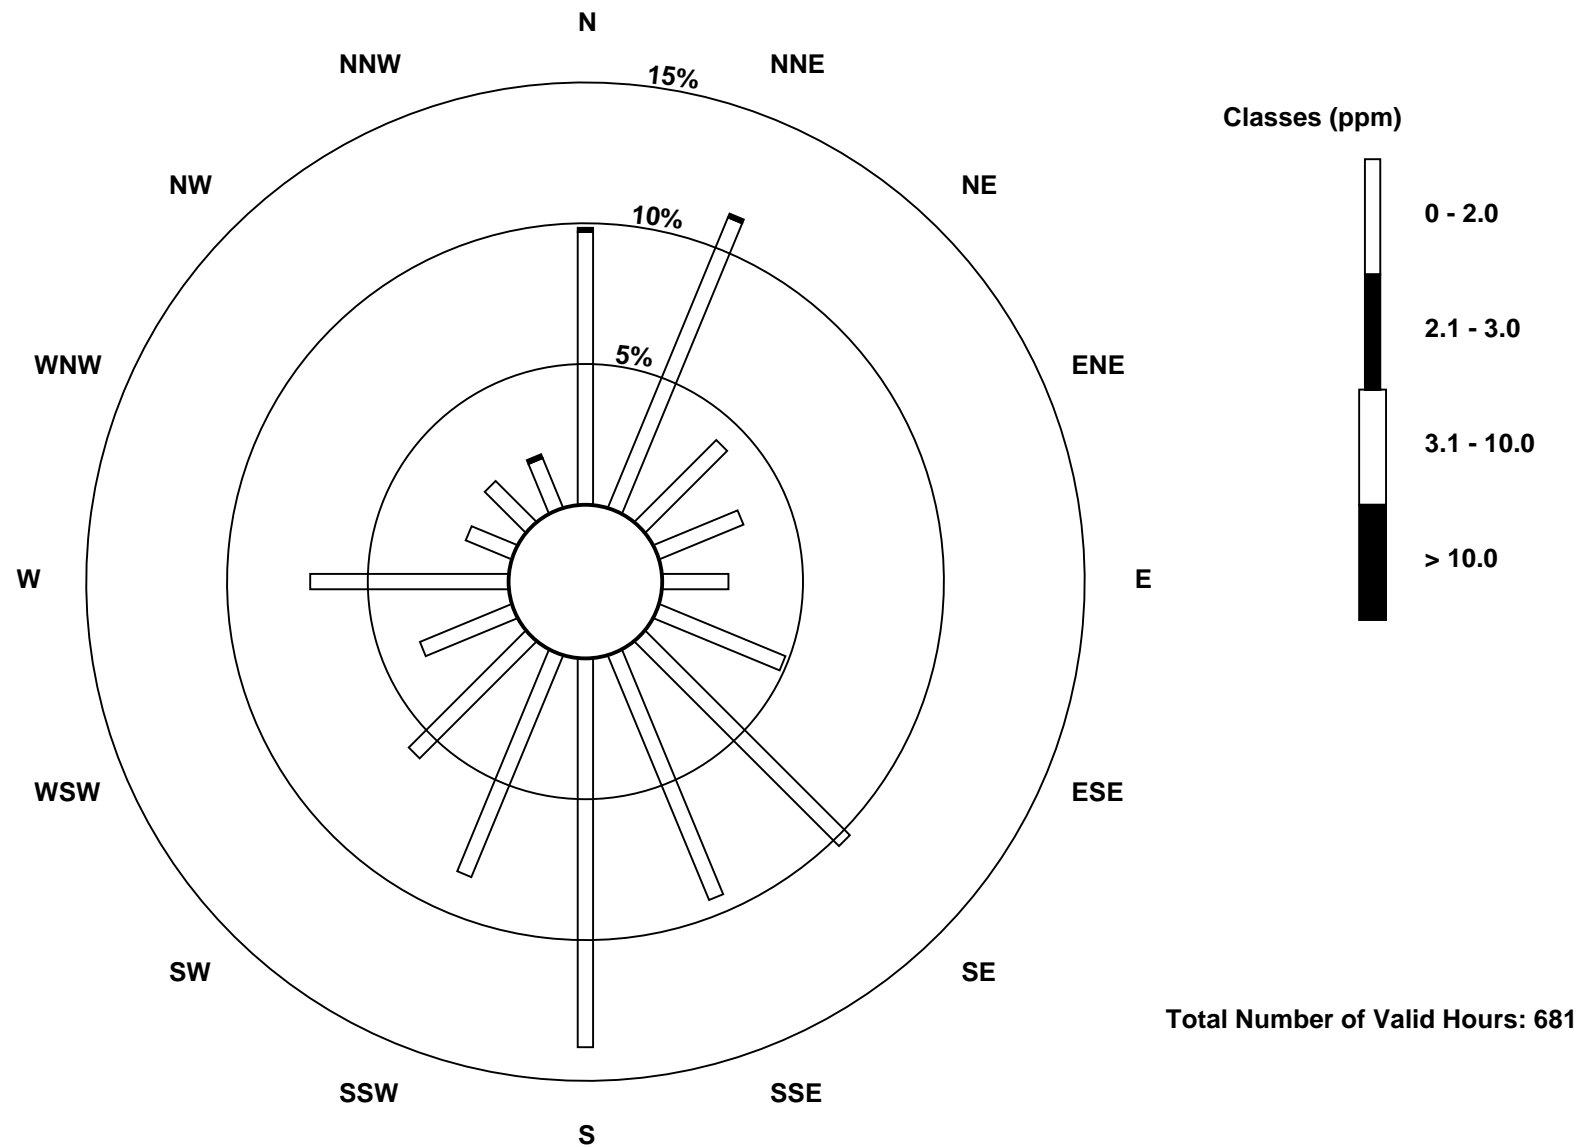 N
NNW
NNE
15%
Classes (ppm)
NW
NE
10%
0 - 2.0
2.1 - 3.0
5%
WNW
ENE
3.1 - 10.0
> 10.0
W
E
WSW
ESE
SW
SE
Total Number of Valid Hours: 681
SSW
SSE
S